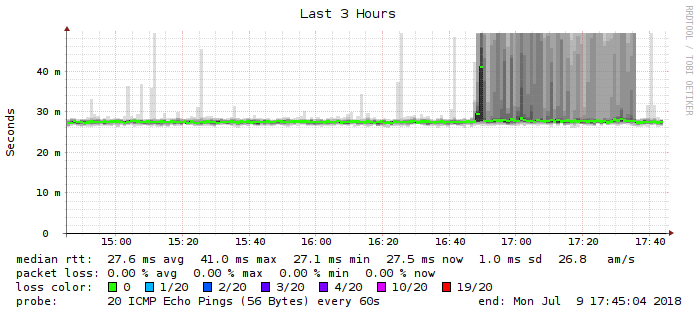 Last 3 Hours
RRDTOOL / TOBI OETIKER
Seconds
40 m
30 m
20 m
10 m
0
15:00 15:20 15:40 16:00 16:20 16:40 17:00 17:20 17:40
median rtt: 27.6 ms avg 41.0 ms max 27.1 ms min 27.5 ms now 1.0 ms sd 26.8 am/s
packet loss: 0.00 % avg 0.00 % max 0.00 % min 0.00 % now
loss color: 0 1/20 2/20 3/20 4/20 10/20 19/20
probe: 20 ICMP Echo Pings (56 Bytes) every 60s end: Mon Jul 9 17:45:04 2018